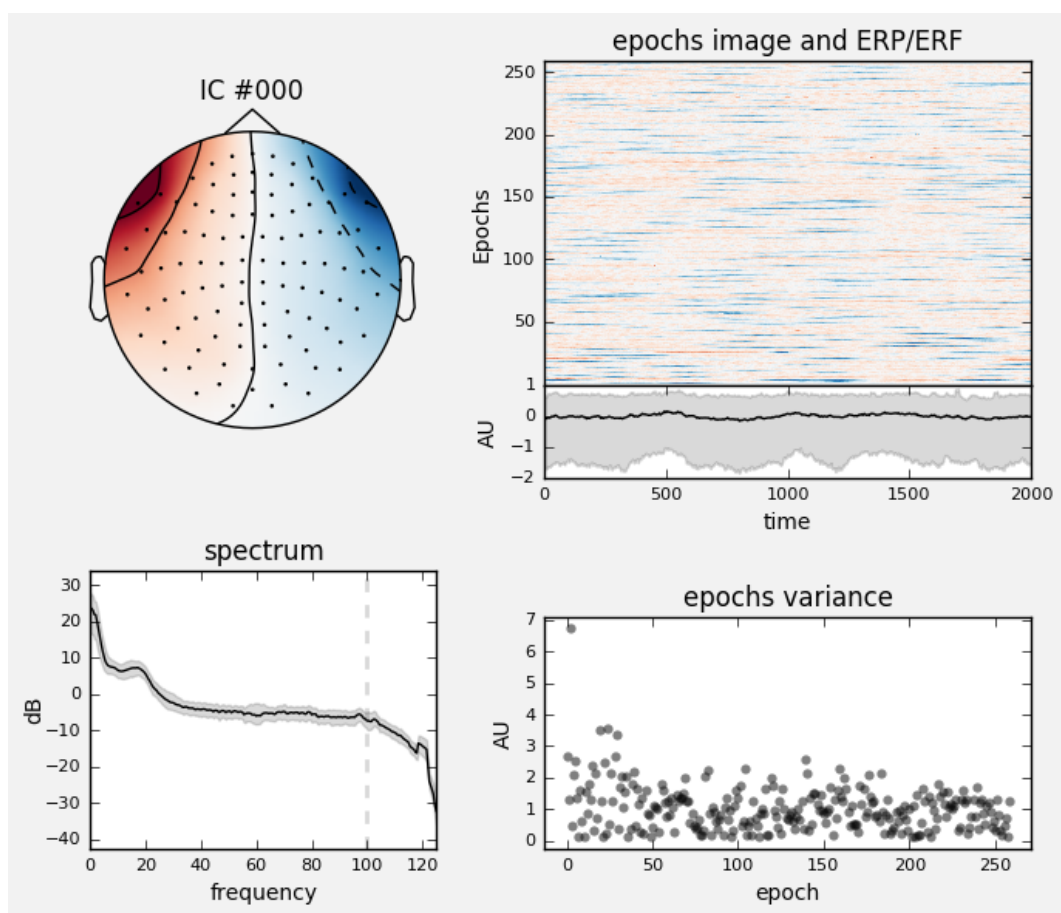 epochs image and ERP/ERF
IC #000
250
200
150
100
50
1
Epochs
0
−1
−2
AU
0 500 1000 1500 2000
time
spectrum
30
20
10
0
−10
−20
−30
−40
dB
0 20 40 60 80 100 120
frequency
epochs variance
7
6
5
4
3
2
1
0
AU
0 50 100 150 200 250
epoch